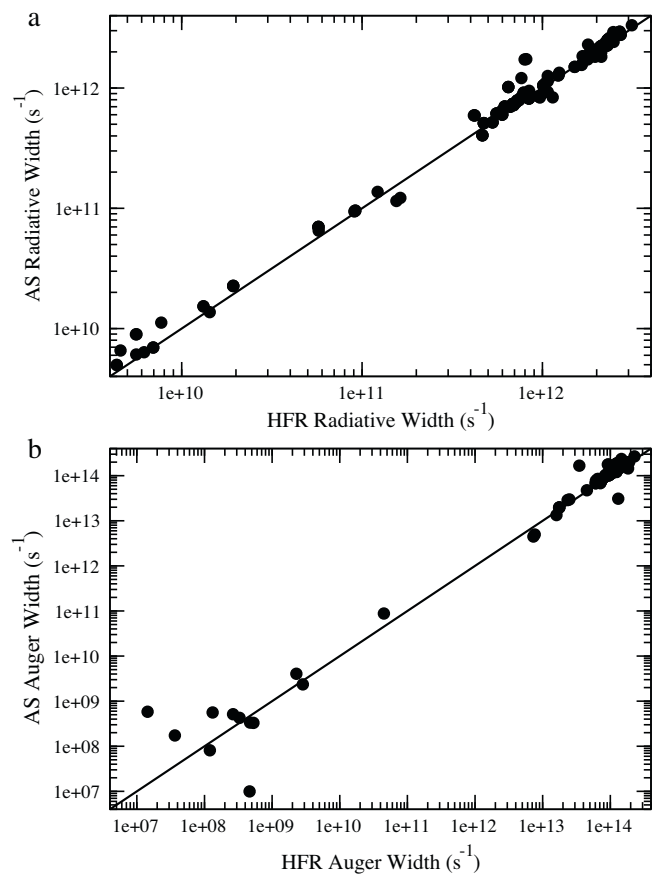 a
AS Radiative Width (s⁻¹)
1e+12
1e+11
1e+10
1e+10 1e+11 1e+12
HFR Radiative Width (s⁻¹)
b
AS Auger Width (s⁻¹)
1e+14
1e+13
1e+12
1e+11
1e+10
1e+09
1e+08
1e+07
1e+07 1e+08 1e+09 1e+10 1e+11 1e+12 1e+13 1e+14
HFR Auger Width (s⁻¹)